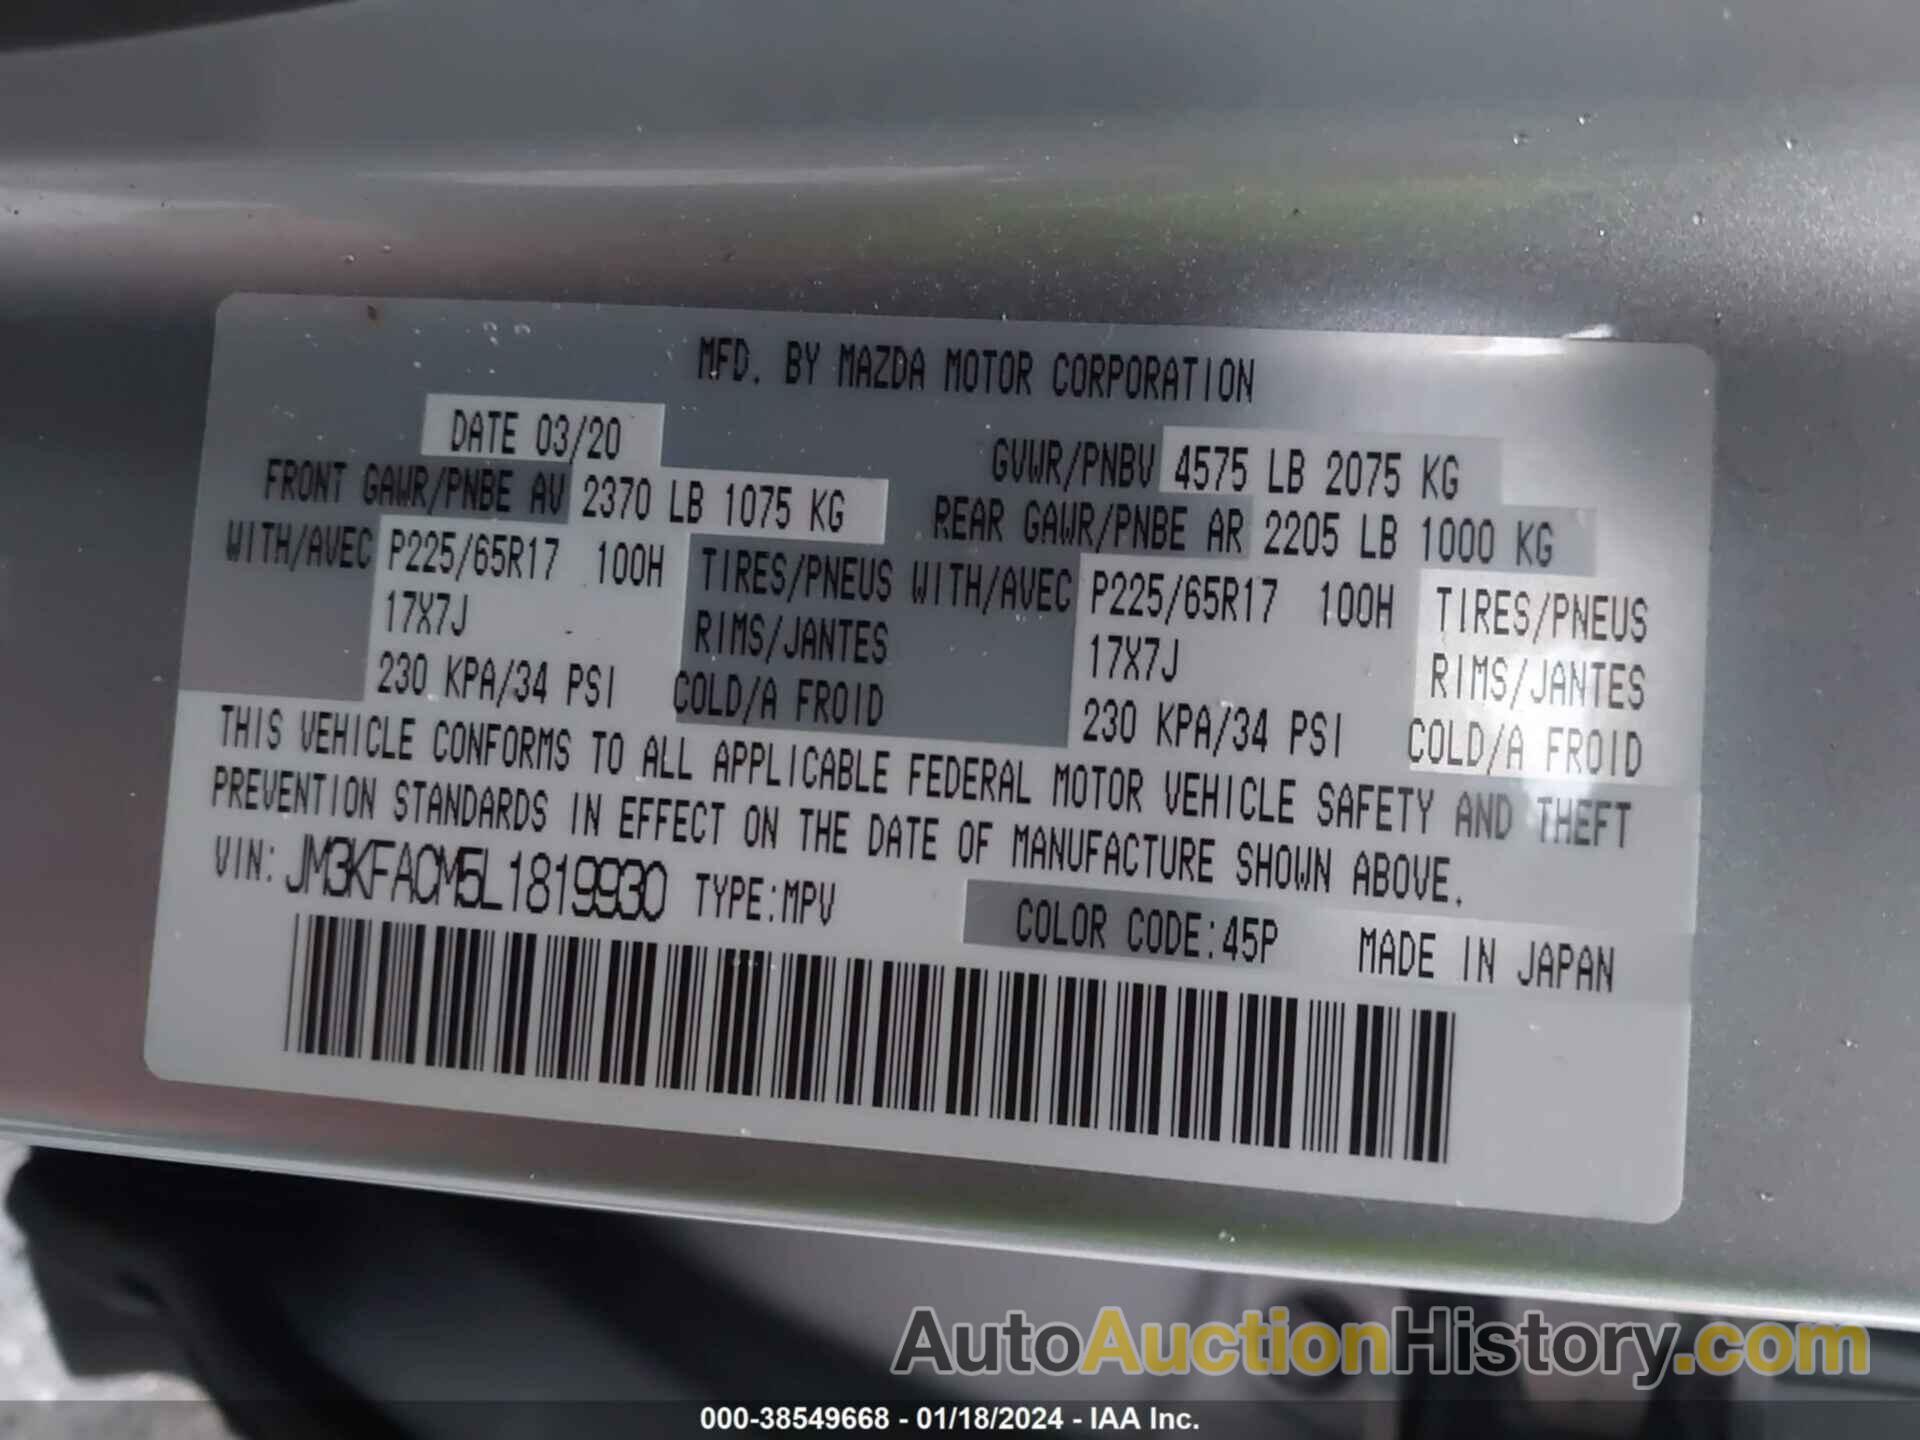 MFD. BY MAZDA MOTOR CORPORATION
DATE 03/20 GVWR/PNBV 4575 LB 2075 KG
FRONT GAWR/PNBE AV 2370 LB 1075 KG REAR GAWR/PNBE AR 2205 LB 1000 KG
WITH/AVEC P225/65R17 100H TIRES/PNEUS WITH/AVEC P225/65R17 100H TIRES/PNEUS
17X7J RIMS/JANTES 17X7J RIMS/JANTES
230 KPA/34 PSI COLD/A FROID 230 KPA/34 PSI COLD/A FROID
THIS VEHICLE CONFORMS TO ALL APPLICABLE FEDERAL MOTOR VEHICLE SAFETY AND THEFT
PREVENTION STANDARDS IN EFFECT ON THE DATE OF MANUFACTURE SHOWN ABOVE.
VIN: JM3KFACM5L1819930 TYPE:MPV COLOR CODE:45P MADE IN JAPAN
AutoAuctionHistory.com
000-38549668 - 01/18/2024 - IAA Inc.